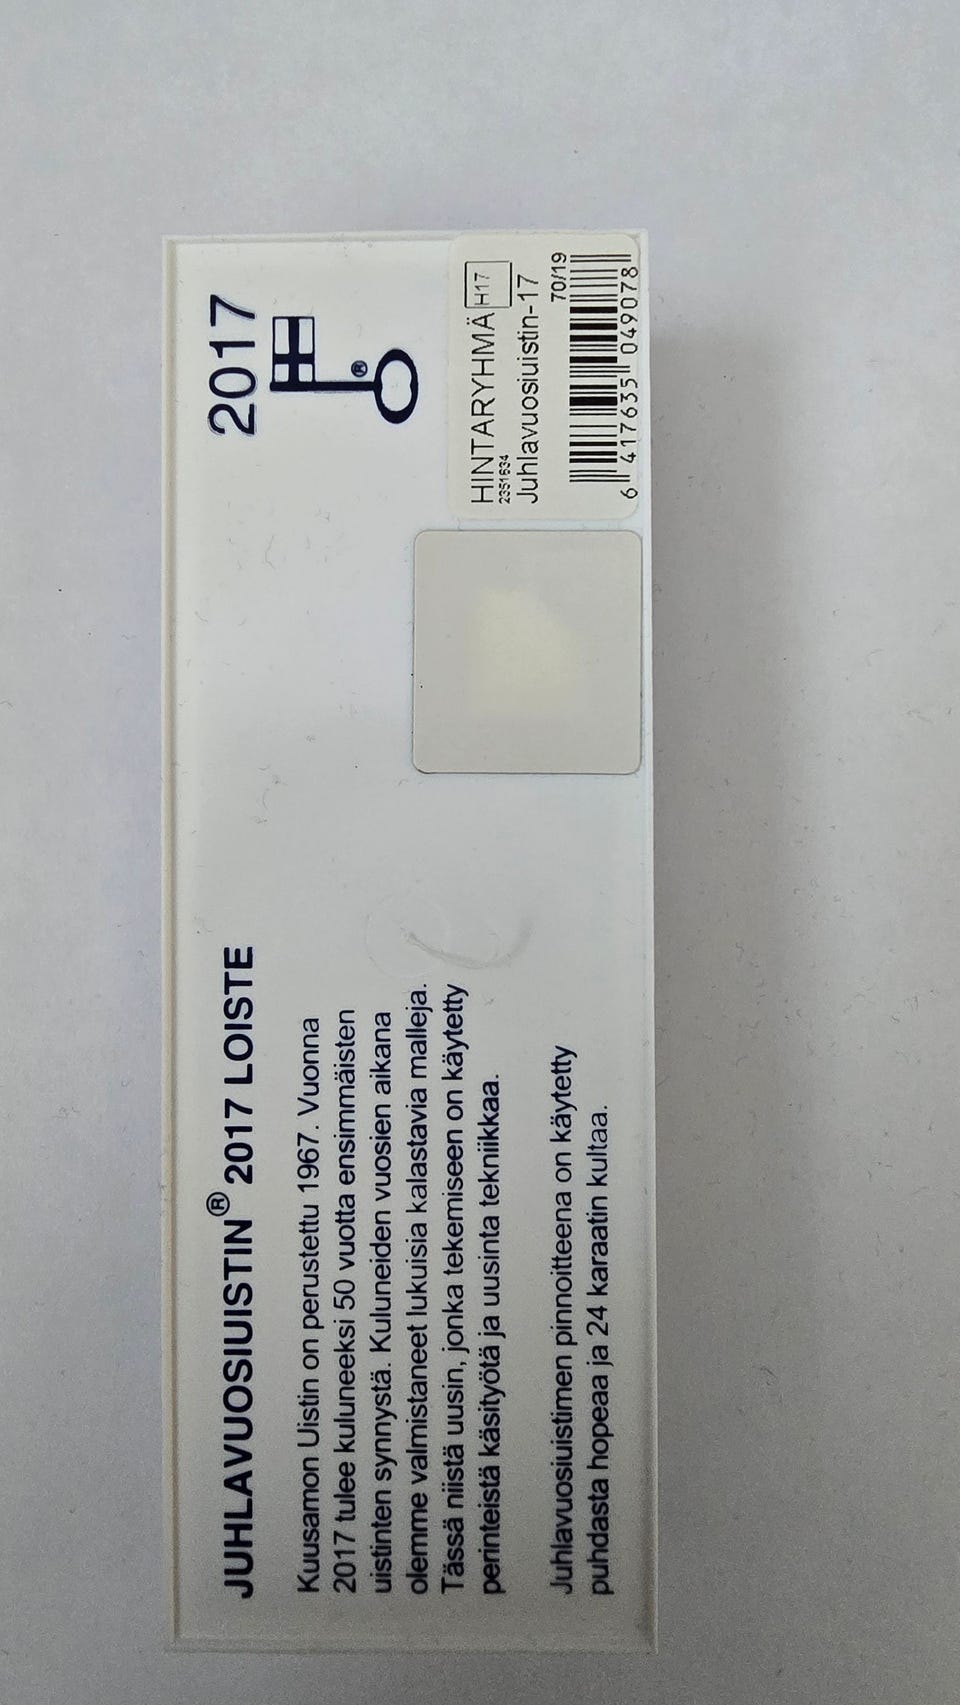 JUHLAVUOSIUISTIN® 2017 LOISTE
Kuusamon Uistin on perustettu 1967. Vuonna
2017 tulee kuluneeksi 50 vuotta ensimmäisten
uistinten synnystä. Kuluneiden vuosien aikana
olemme valmistaneet lukuisia kalastavia malleja.
Tässä niistä uusin, jonka tekemiseen on käytetty
perinteistä käsityötä ja uusinta tekniikkaa.
Juhlavuosiuistimen pinnoitteena on käytetty
puhdasta hopeaa ja 24 karaatin kultaa.
2017
®
HINTARYHMÄ H17
2351634
Juhlavuosiuistin-17
70/19
6 417635 049078